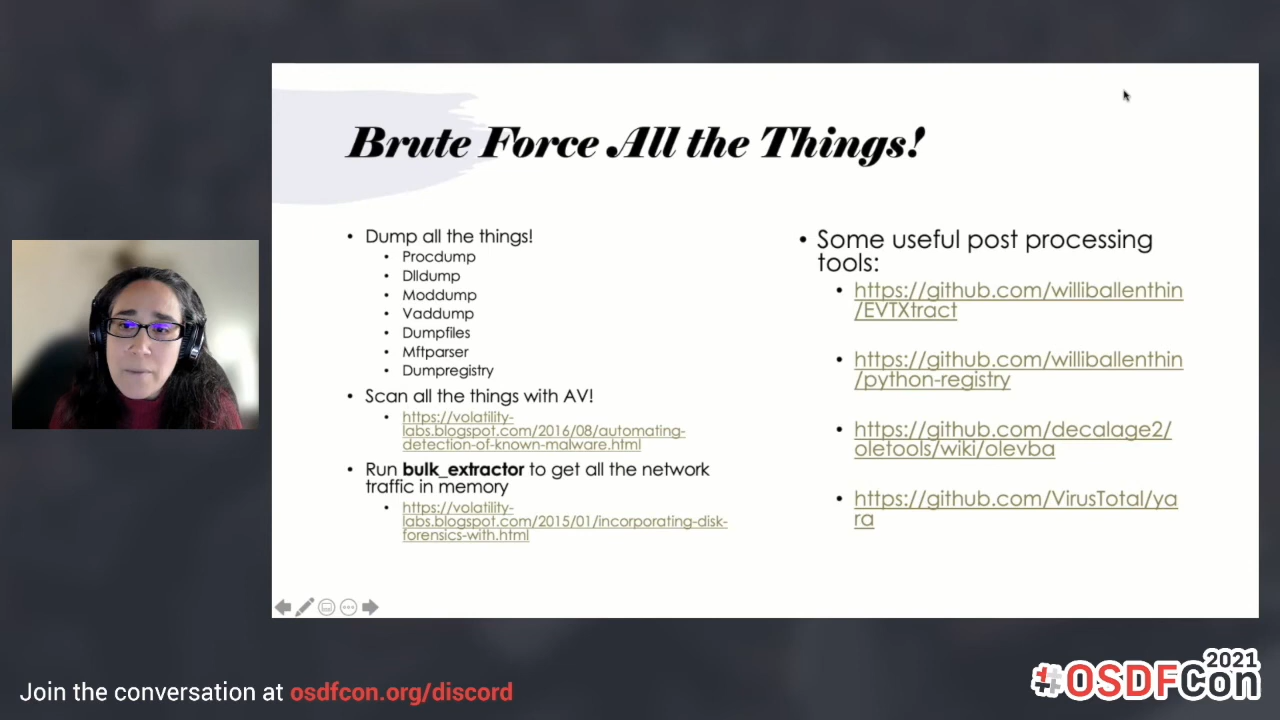 Brute Force All the Things!
• Dump all the things!
• Procdump
• Dlldump
• Moddump
• Vaddump
• Dumpfiles
• Mftparser
• Dumpregistry
• Scan all the things with AV!
• https://volatility-
labs.blogspot.com/2016/08/automating-
detection-of-known-malware.html
• Run bulk_extractor to get all the network
traffic in memory
• https://volatility-
labs.blogspot.com/2015/01/incorporating-disk-
forensics-with.html
• Some useful post processing
tools:
• https://github.com/williballenthin
/EVTXtract
• https://github.com/williballenthin
/python-registry
• https://github.com/decalage2/
oletools/wiki/olevba
• https://github.com/VirusTotal/ya
ra
Join the conversation at osdfcon.org/discord
2021
#OSDFCon